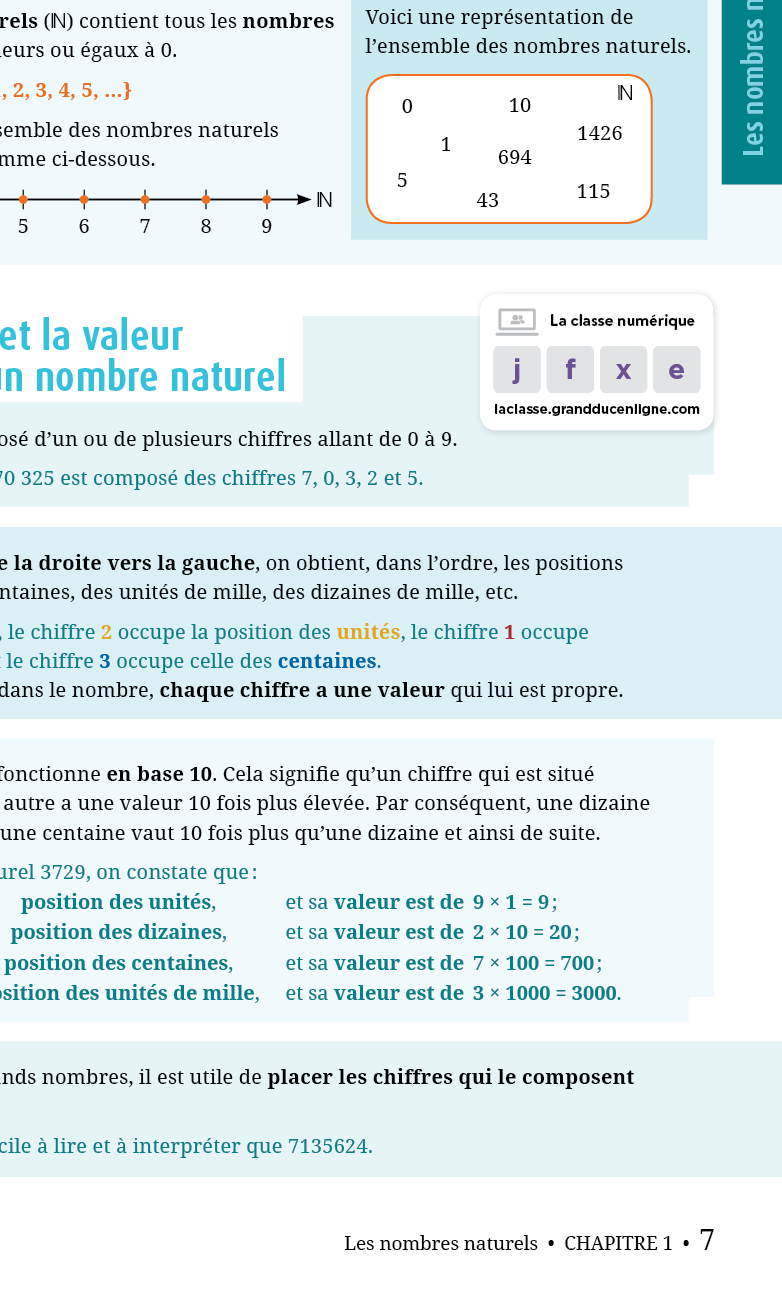 rels (ℕ) contient tous les nombres
ieurs ou égaux à 0.
, 2, 3, 4, 5, ...}
semble des nombres naturels
mme ci-dessous.
ℕ
5 6 7 8 9
Voici une représentation de
l'ensemble des nombres naturels.
ℕ
0 10
1426
1
694
5
115
43
Les nombres n
et la valeur
un nombre naturel
La classe numérique
j f x e
laclasse.grandducenligne.com
osé d'un ou de plusieurs chiffres allant de 0 à 9.
70 325 est composé des chiffres 7, 0, 3, 2 et 5.
e la droite vers la gauche, on obtient, dans l'ordre, les positions
ntaines, des unités de mille, des dizaines de mille, etc.
, le chiffre 2 occupe la position des unités, le chiffre 1 occupe
le chiffre 3 occupe celle des centaines.
dans le nombre, chaque chiffre a une valeur qui lui est propre.
fonctionne en base 10. Cela signifie qu'un chiffre qui est situé
autre a une valeur 10 fois plus élevée. Par conséquent, une dizaine
une centaine vaut 10 fois plus qu'une dizaine et ainsi de suite.
urel 3729, on constate que :
position des unités, et sa valeur est de 9 × 1 = 9 ;
position des dizaines, et sa valeur est de 2 × 10 = 20 ;
position des centaines, et sa valeur est de 7 × 100 = 700 ;
osition des unités de mille, et sa valeur est de 3 × 1000 = 3000.
nds nombres, il est utile de placer les chiffres qui le composent
cile à lire et à interpréter que 7135624.
Les nombres naturels • CHAPITRE 1 • 7